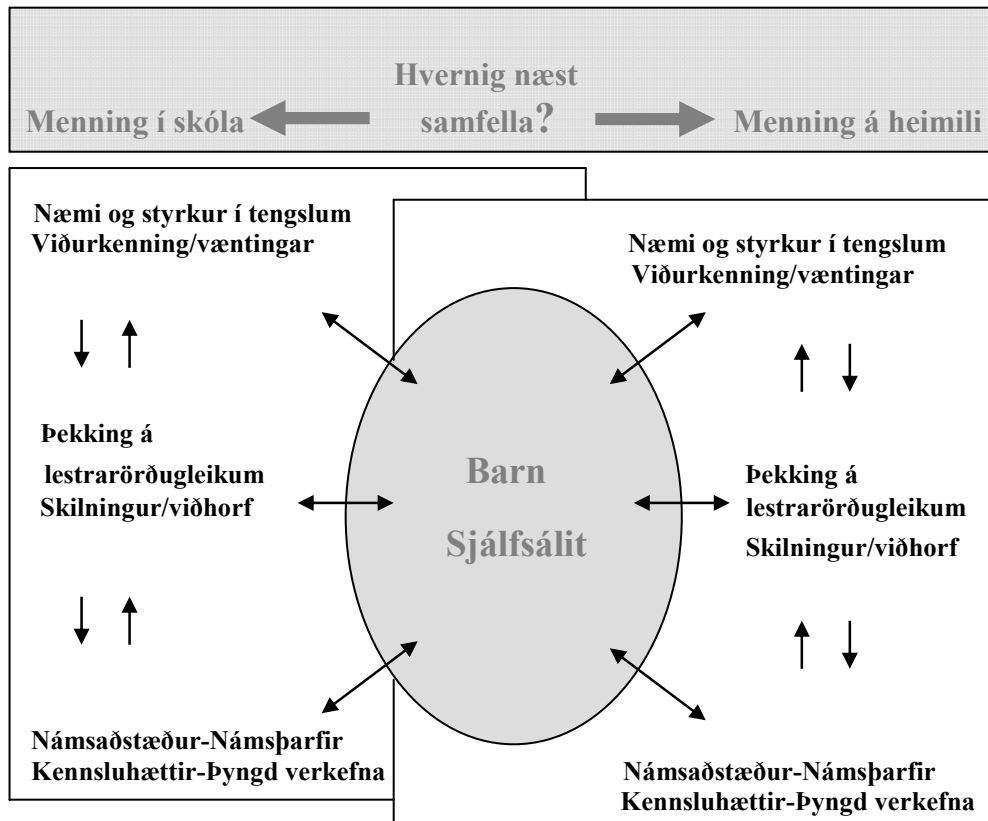 Hvernig næst
samfella?
Menning í skóla
Menning á heimili
Næmi og styrkur í tengslum
Viðurkenning/væntingar
Þekking á
lestrarörðugleikum
Skilningur/viðhorf
Námsaðstæður-Námsþarfir
Kennsluhættir-Þyngd verkefna
Barn
Sjálfsálit
Næmi og styrkur í tengslum
Viðurkenning/væntingar
Þekking á
lestrarörðugleikum
Skilningur/viðhorf
Námsaðstæður-Námsþarfir
Kennsluhættir-Þyngd verkefna